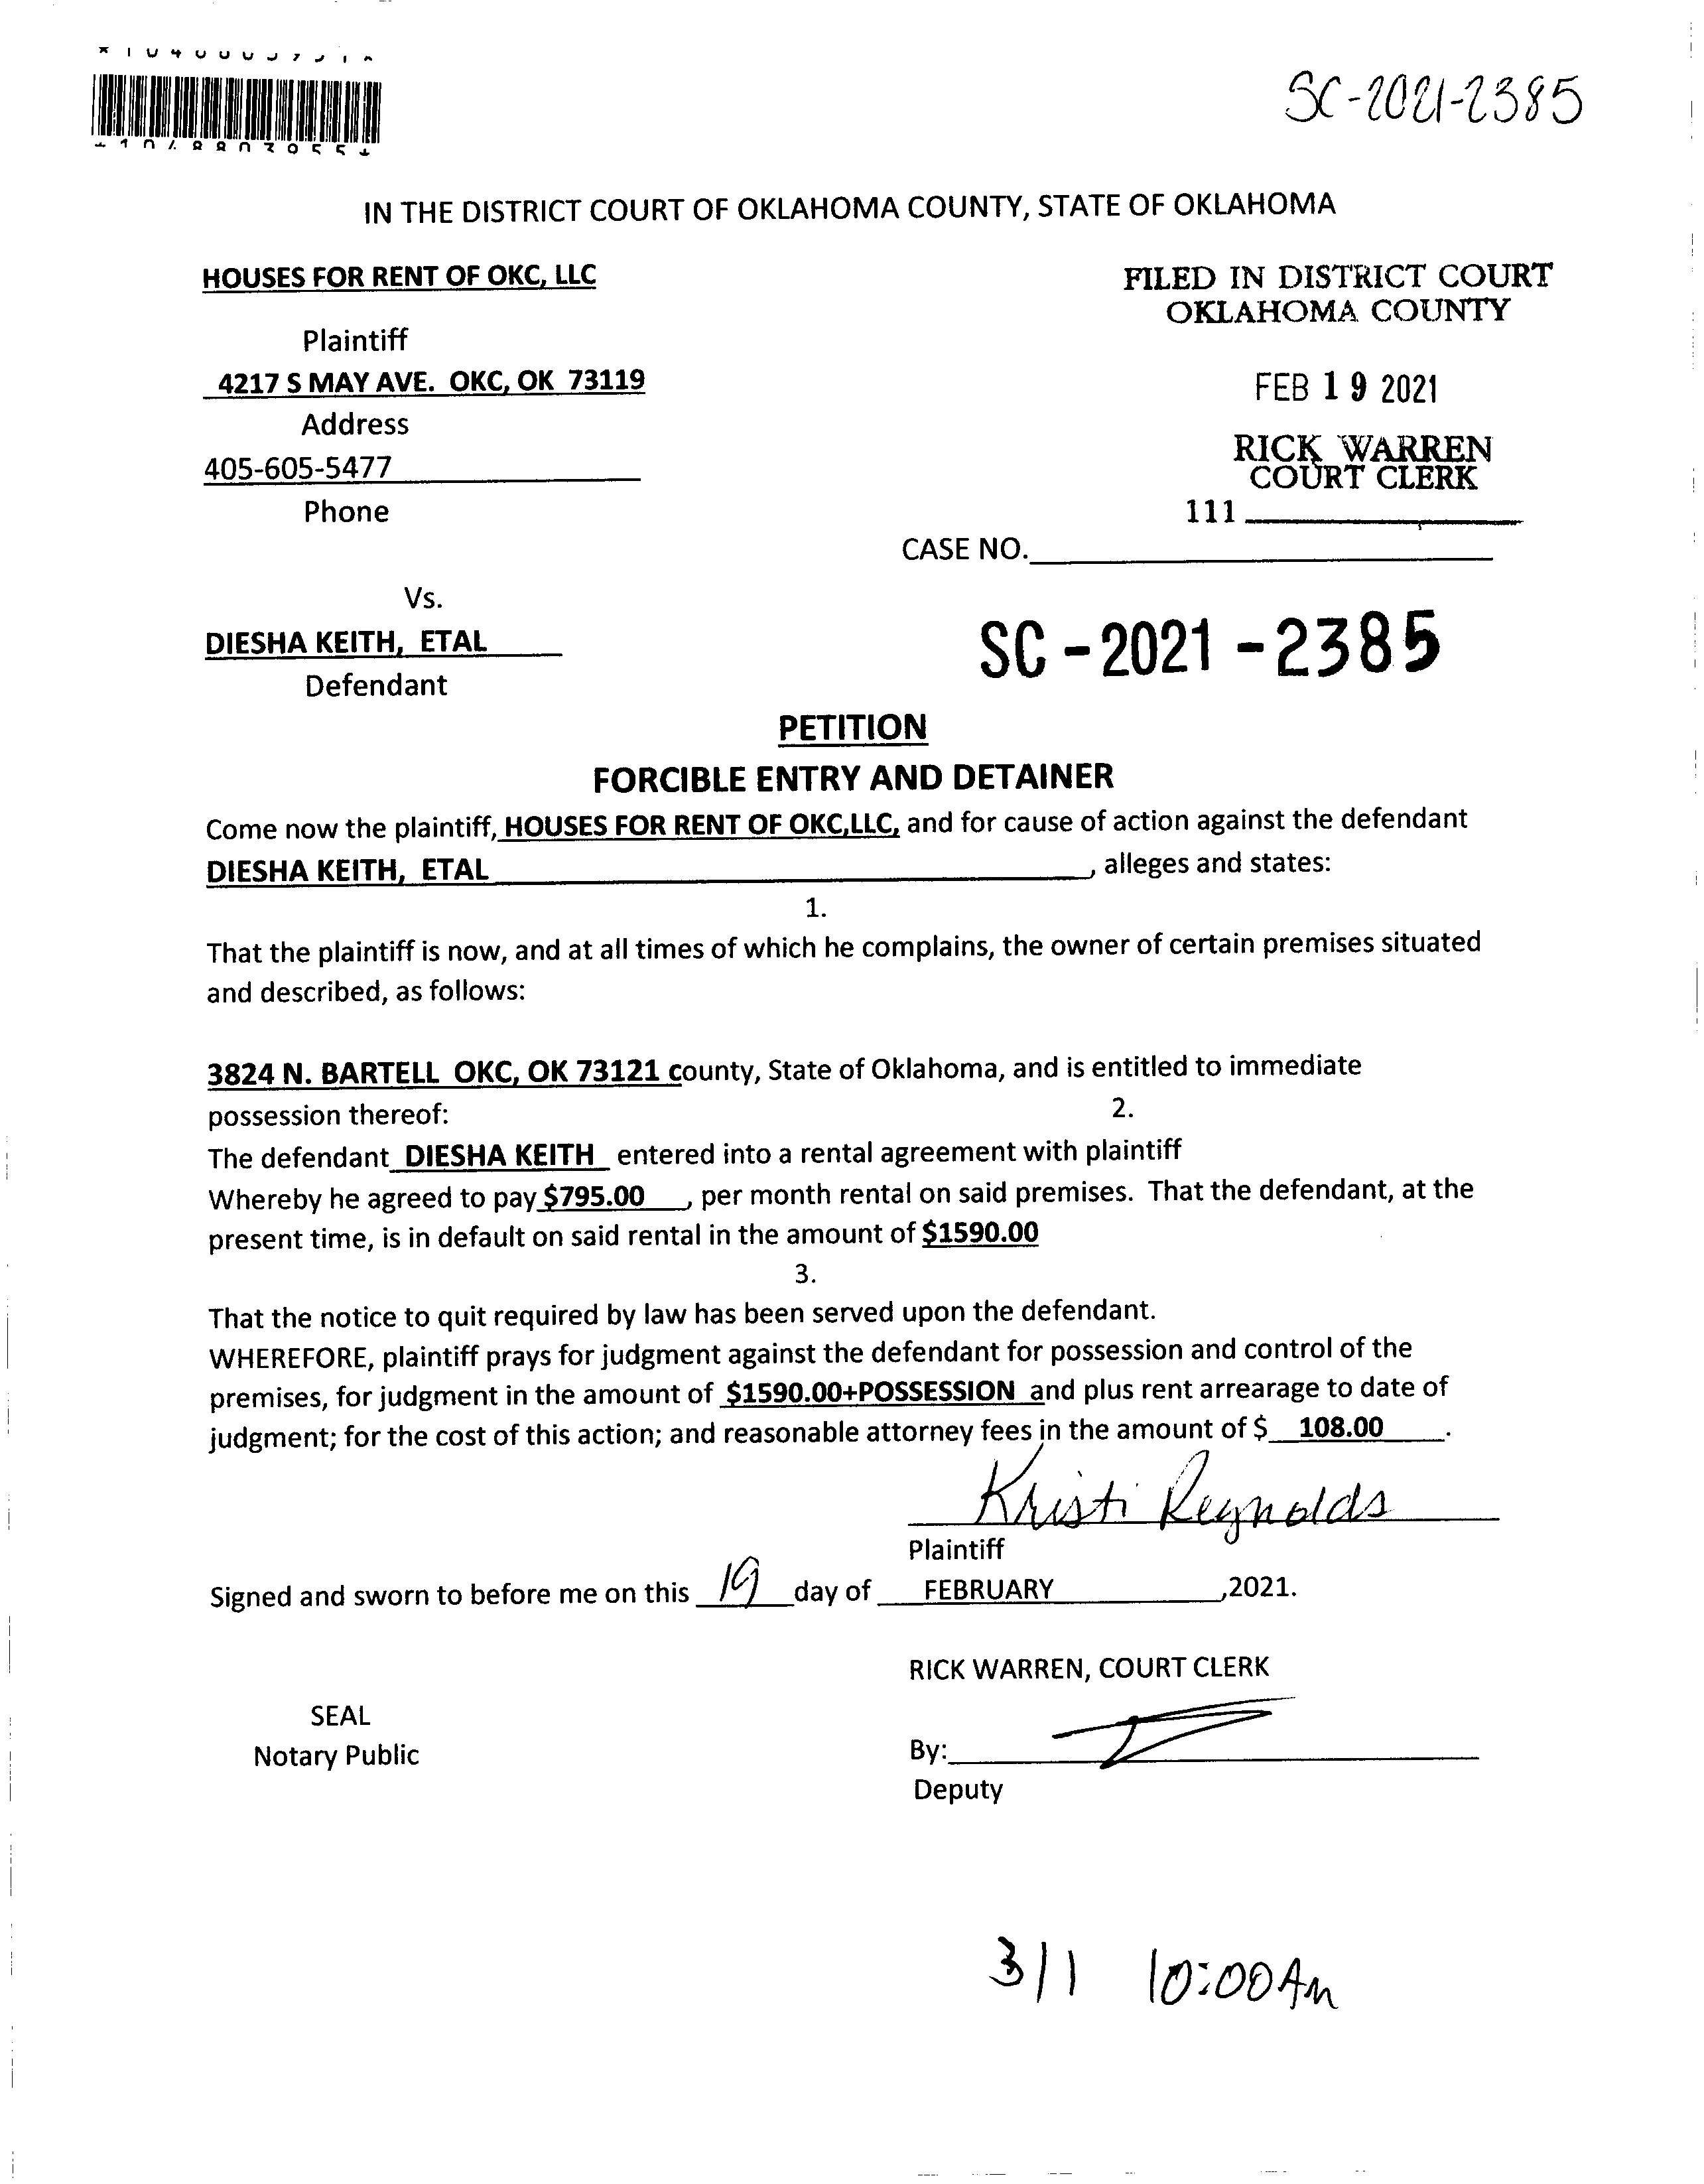 SC-2021-2385
IN THE DISTRICT COURT OF OKLAHOMA COUNTY, STATE OF OKLAHOMA
HOUSES FOR RENT OF OKC, LLC
Plaintiff
4217 S MAY AVE. OKC, OK 73119
Address
405-605-5477
Phone
FILED IN DISTRICT COURT
OKLAHOMA COUNTY
FEB 19 2021
RICK WARREN
COURT CLERK
111
CASE NO.
Vs.
DIESHA KEITH, ETAL
Defendant
SC-2021-2385
PETITION
FORCIBLE ENTRY AND DETAINER
Come now the plaintiff, HOUSES FOR RENT OF OKC,LLC, and for cause of action against the defendant
DIESHA KEITH, ETAL, alleges and states:
1.
That the plaintiff is now, and at all times of which he complains, the owner of certain premises situated
and described, as follows:
3824 N. BARTELL OKC, OK 73121 county, State of Oklahoma, and is entitled to immediate
possession thereof:
2.
The defendant DIESHA KEITH entered into a rental agreement with plaintiff
Whereby he agreed to pay $795.00 , per month rental on said premises. That the defendant, at the
present time, is in default on said rental in the amount of $1590.00
3.
That the notice to quit required by law has been served upon the defendant.
WHEREFORE, plaintiff prays for judgment against the defendant for possession and control of the
premises, for judgment in the amount of $1590.00+POSSESSION and plus rent arrearage to date of
judgment; for the cost of this action; and reasonable attorney fees in the amount of $ 108.00 .
Kristi Reynolds
Plaintiff
Signed and sworn to before me on this 19 day of FEBRUARY ,2021.
RICK WARREN, COURT CLERK
SEAL
Notary Public
By:
Deputy
3/1 10:00Am